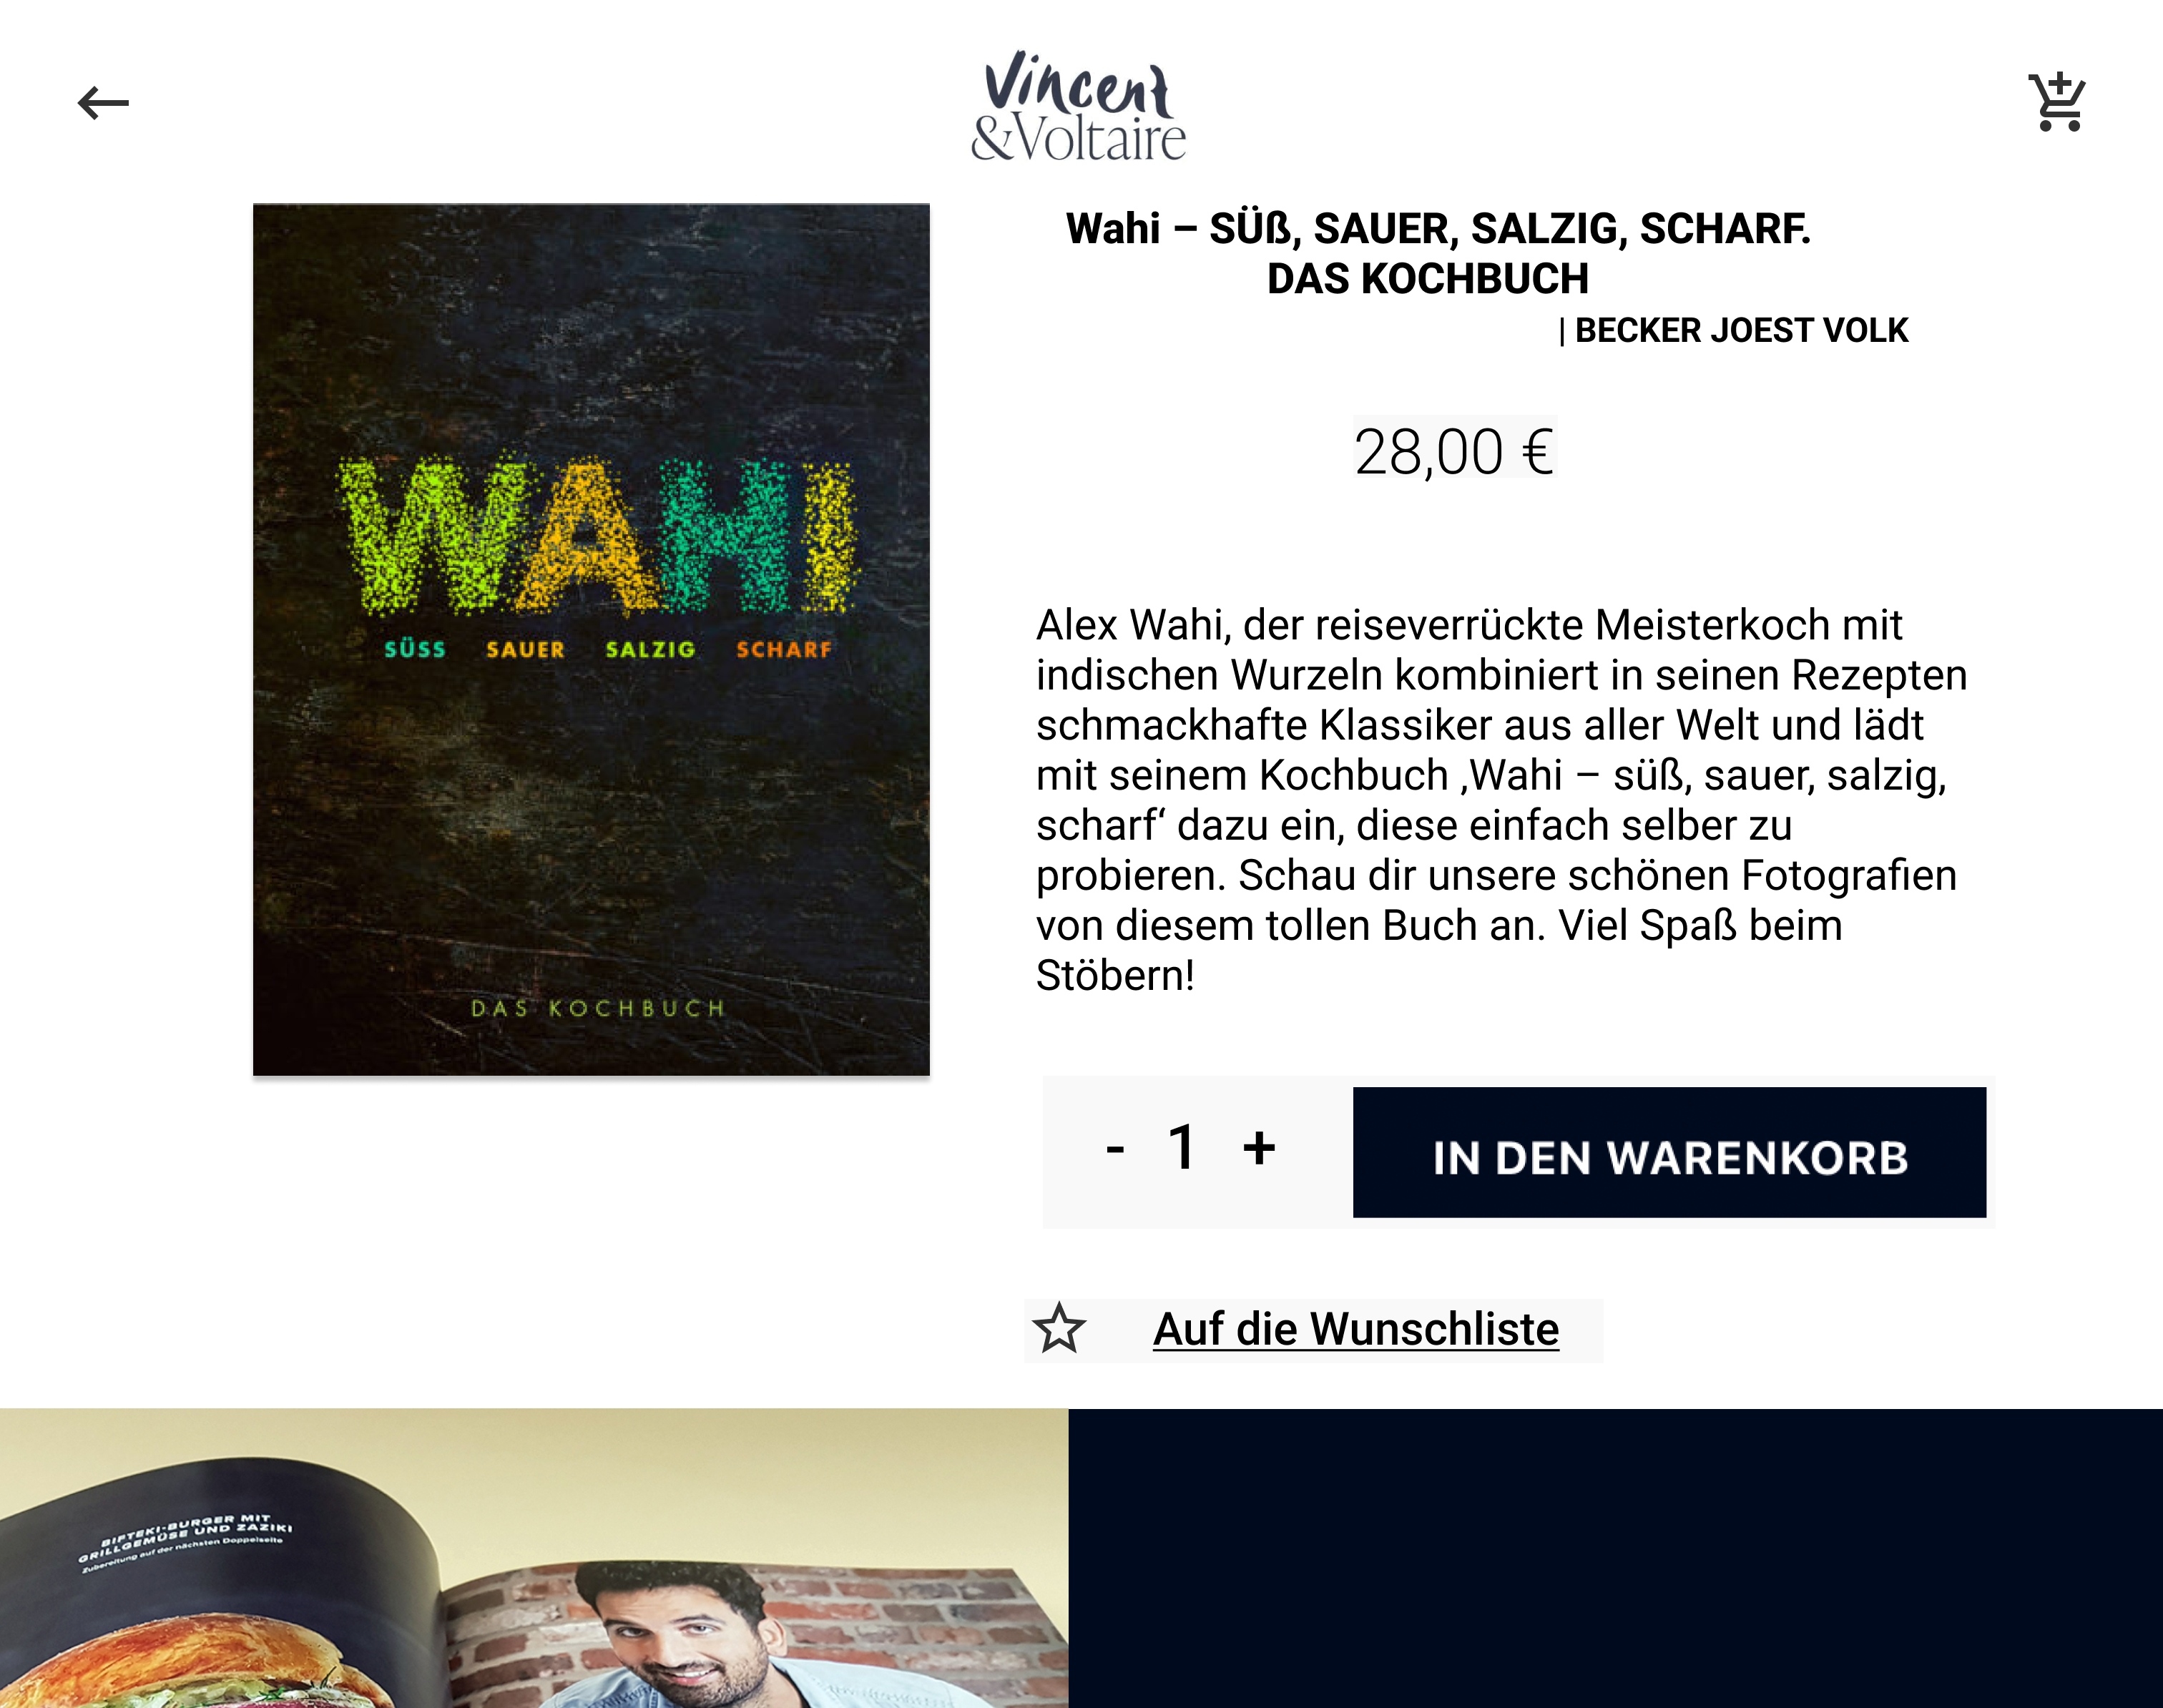 Vincent
&Voltaire
WAHI
SÜSS SAUER SALZIG SCHARF
DAS KOCHBUCH
Wahi – SÜß, SAUER, SALZIG, SCHARF.
DAS KOCHBUCH
| BECKER JOEST VOLK
28,00 €
Alex Wahi, der reiseverrückte Meisterkoch mit
indischen Wurzeln kombiniert in seinen Rezepten
schmackhafte Klassiker aus aller Welt und lädt
mit seinem Kochbuch ‚Wahi – süß, sauer, salzig,
scharf‘ dazu ein, diese einfach selber zu
probieren. Schau dir unsere schönen Fotografien
von diesem tollen Buch an. Viel Spaß beim
Stöbern!
- 1 +
IN DEN WARENKORB
Auf die Wunschliste
BIFTEKI-BURGER MIT
GRILLGEMÜSE UND ZAZIKI
Zubereitung auf der nächsten Doppelseite